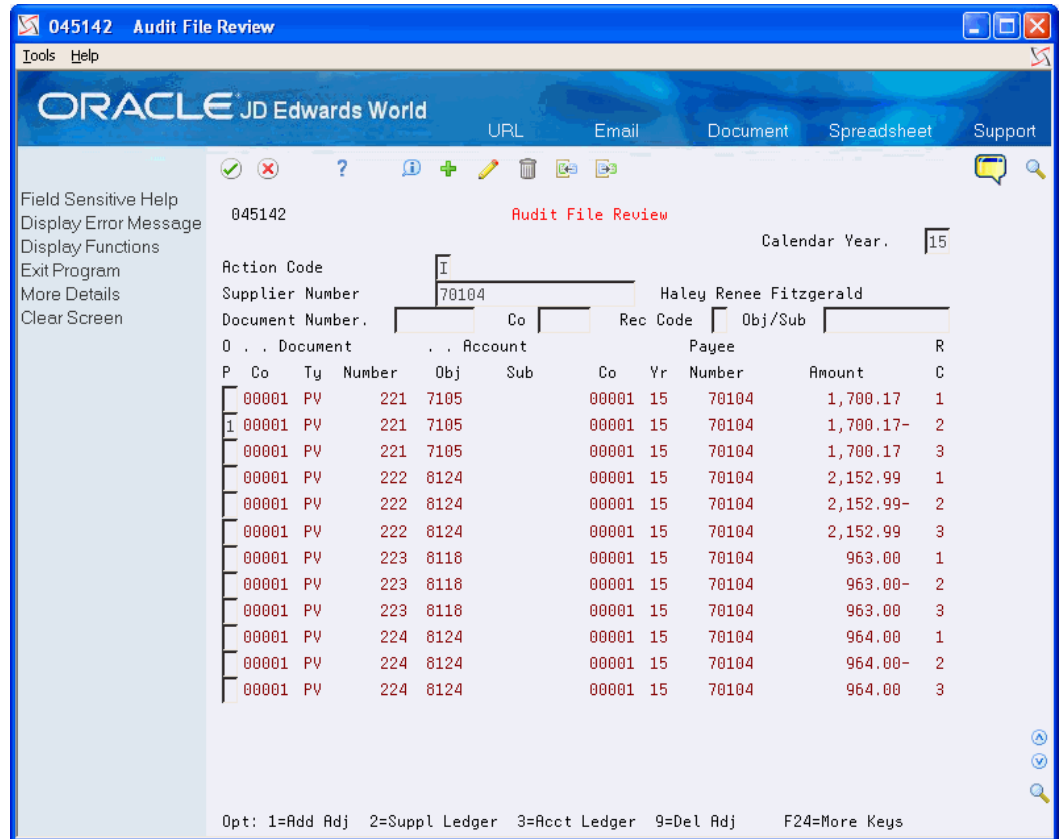 045142 Audit File Review
Tools Help
ORACLE JD Edwards World
URL Email Document Spreadsheet Support
Field Sensitive Help
Display Error Message
Display Functions
Exit Program
More Details
Clear Screen
045142 Audit File Review
Calendar Year. 15
Action Code I
Supplier Number 70104 Haley Renee Fitzgerald
Document Number. Co Rec Code Obj/Sub
O . . Document . . Account Payee R
P Co Ty Number Obj Sub Co Yr Number Amount C
00001 PV 221 7105 00001 15 70104 1,700.17 1
1 00001 PV 221 7105 00001 15 70104 1,700.17- 2
00001 PV 221 7105 00001 15 70104 1,700.17 3
00001 PV 222 8124 00001 15 70104 2,152.99 1
00001 PV 222 8124 00001 15 70104 2,152.99- 2
00001 PV 222 8124 00001 15 70104 2,152.99 3
00001 PV 223 8118 00001 15 70104 963.00 1
00001 PV 223 8118 00001 15 70104 963.00- 2
00001 PV 223 8118 00001 15 70104 963.00 3
00001 PV 224 8124 00001 15 70104 964.00 1
00001 PV 224 8124 00001 15 70104 964.00- 2
00001 PV 224 8124 00001 15 70104 964.00 3
Opt: 1=Add Adj 2=Suppl Ledger 3=Acct Ledger 9=Del Adj F24=More Keys